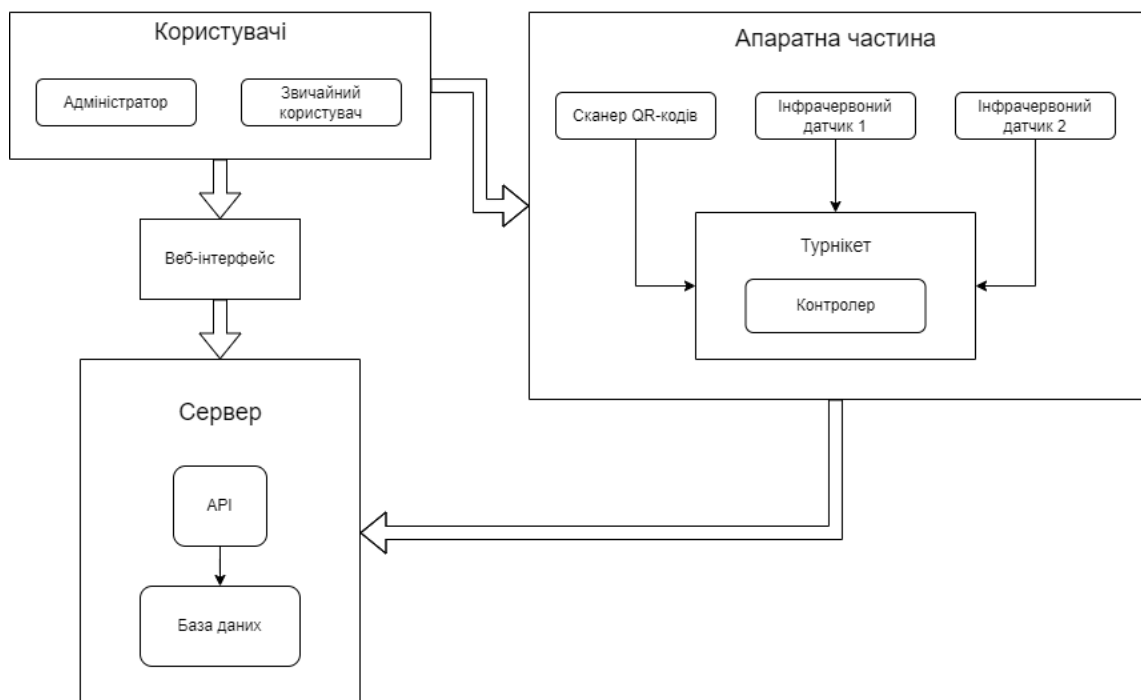 Користувачі
Адміністратор
Звичайний
користувач
Апаратна частина
Сканер QR-кодів
Інфрачервоний
датчик 1
Інфрачервоний
датчик 2
Турнікет
Контролер
Веб-інтерфейс
Сервер
API
База даних